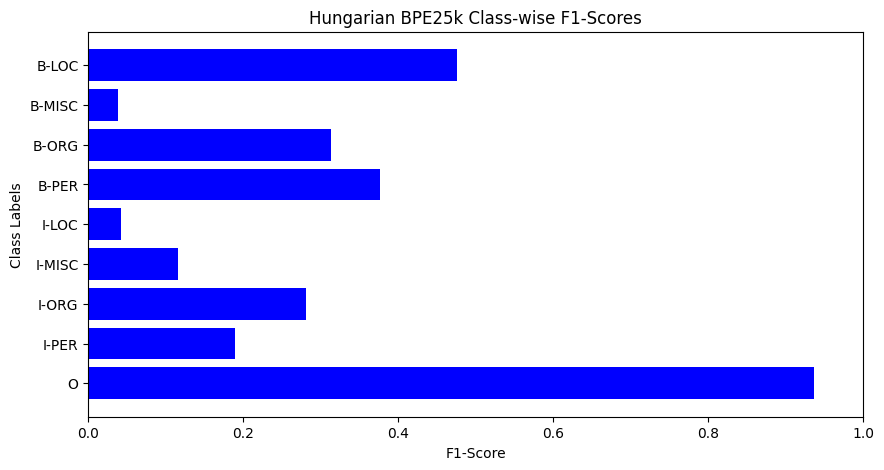 Hungarian BPE25k Class-wise F1-Scores
Class Labels
B-LOC
B-MISC
B-ORG
B-PER
I-LOC
I-MISC
I-ORG
I-PER
O
0.0 0.2 0.4 0.6 0.8 1.0
F1-Score